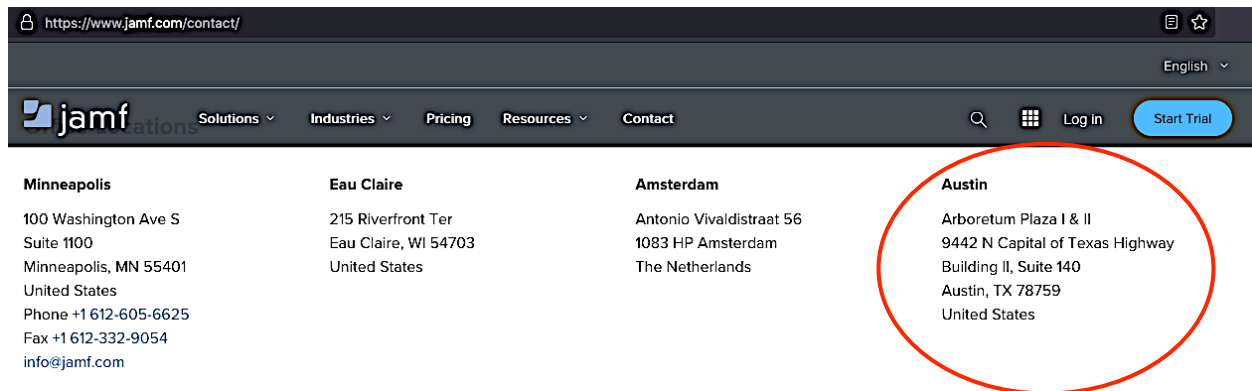 https://www.jamf.com/contact/
English
jamf Solutions Industries Pricing Resources Contact Log in Start Trial
Office Locations
Minneapolis
100 Washington Ave S
Suite 1100
Minneapolis, MN 55401
United States
Phone +1 612-605-6625
Fax +1 612-332-9054
info@jamf.com
Eau Claire
215 Riverfront Ter
Eau Claire, WI 54703
United States
Amsterdam
Antonio Vivaldistraat 56
1083 HP Amsterdam
The Netherlands
Austin
Arboretum Plaza I & II
9442 N Capital of Texas Highway
Building II, Suite 140
Austin, TX 78759
United States